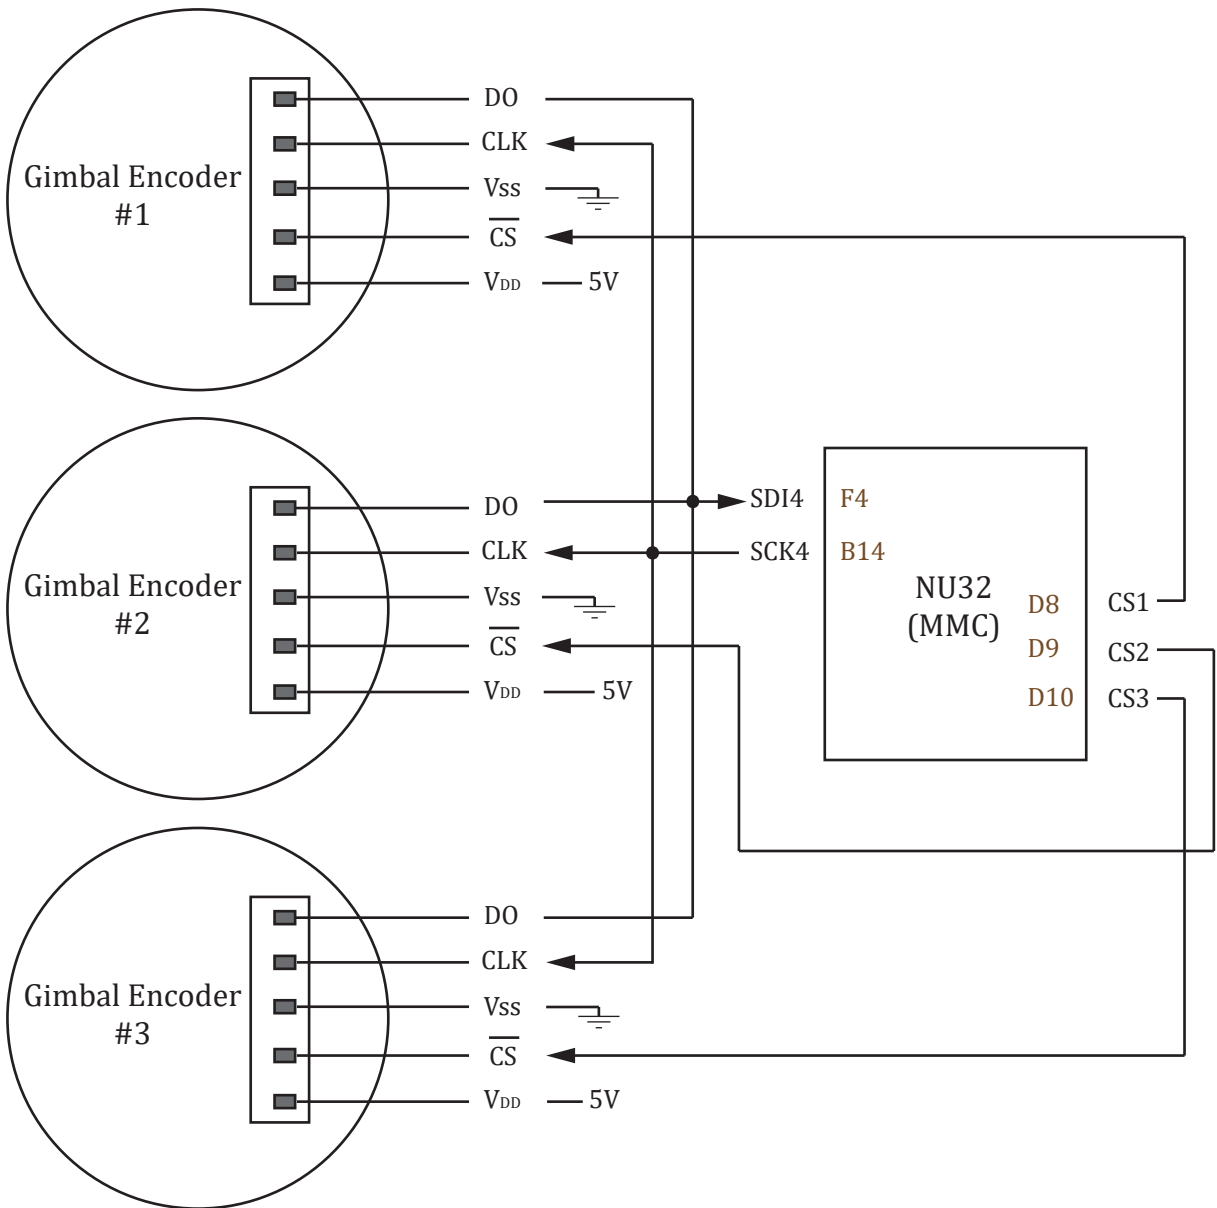 Gimbal Encoder
#1
DO
CLK
Vss
CS
VDD
5V
Gimbal Encoder
#2
DO
CLK
Vss
CS
VDD
5V
SDI4
SCK4
F4
B14
NU32
(MMC)
D8
D9
D10
CS1
CS2
CS3
Gimbal Encoder
#3
DO
CLK
Vss
CS
VDD
5V